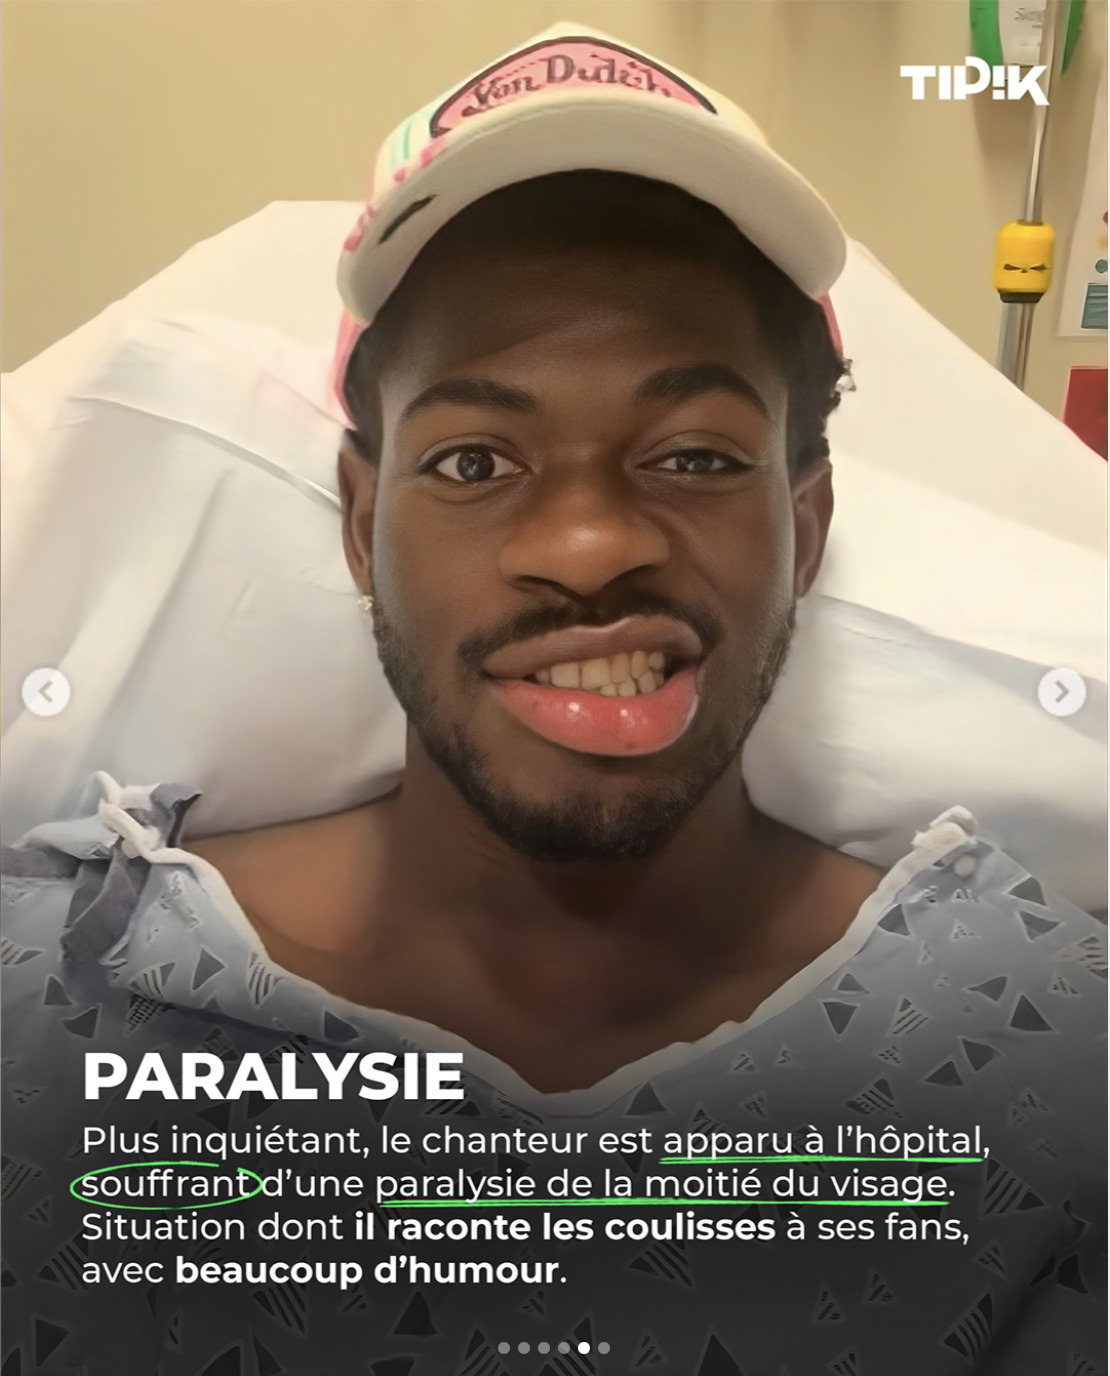 Von Dutch
TIPIK
PARALYSIE
Plus inquiétant, le chanteur est apparu à l'hôpital,
souffrant d'une paralysie de la moitié du visage.
Situation dont il raconte les coulisses à ses fans,
avec beaucoup d'humour.